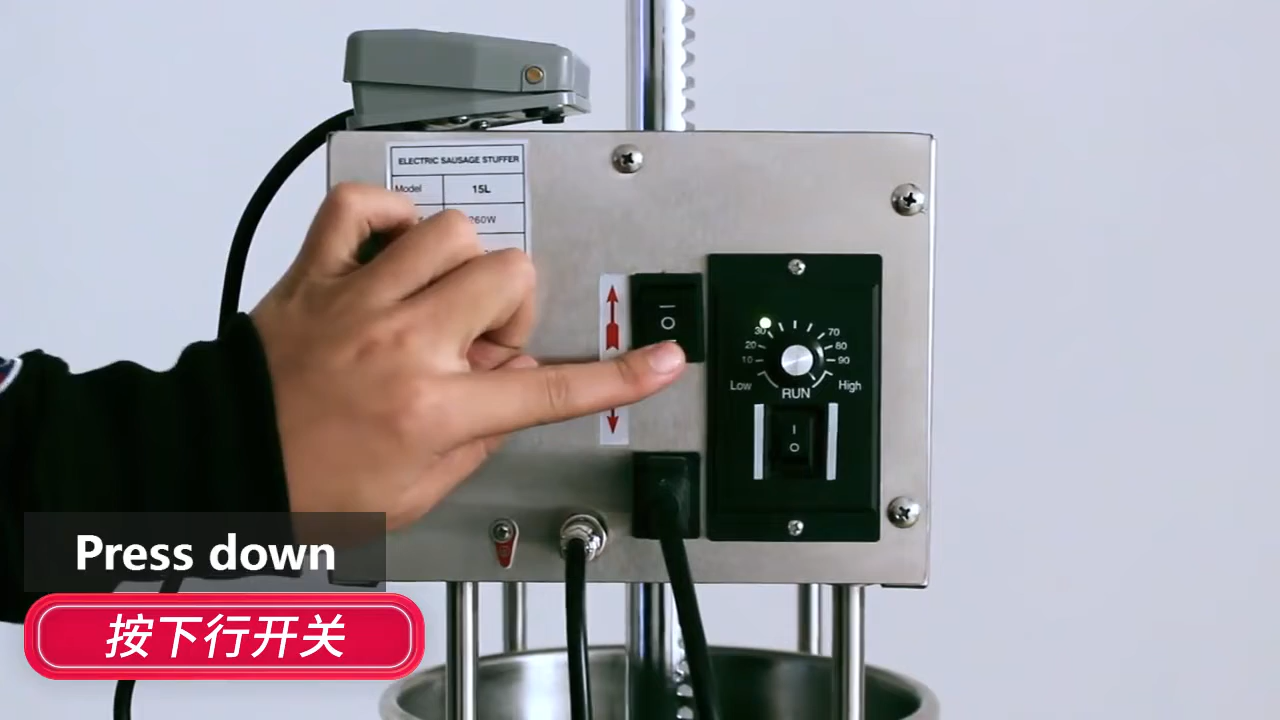 ELECTRIC SAUSAGE STUFFER
Model 15L
260W
30 70
20 80
10 90
Low High
RUN
Press down
按下行开关